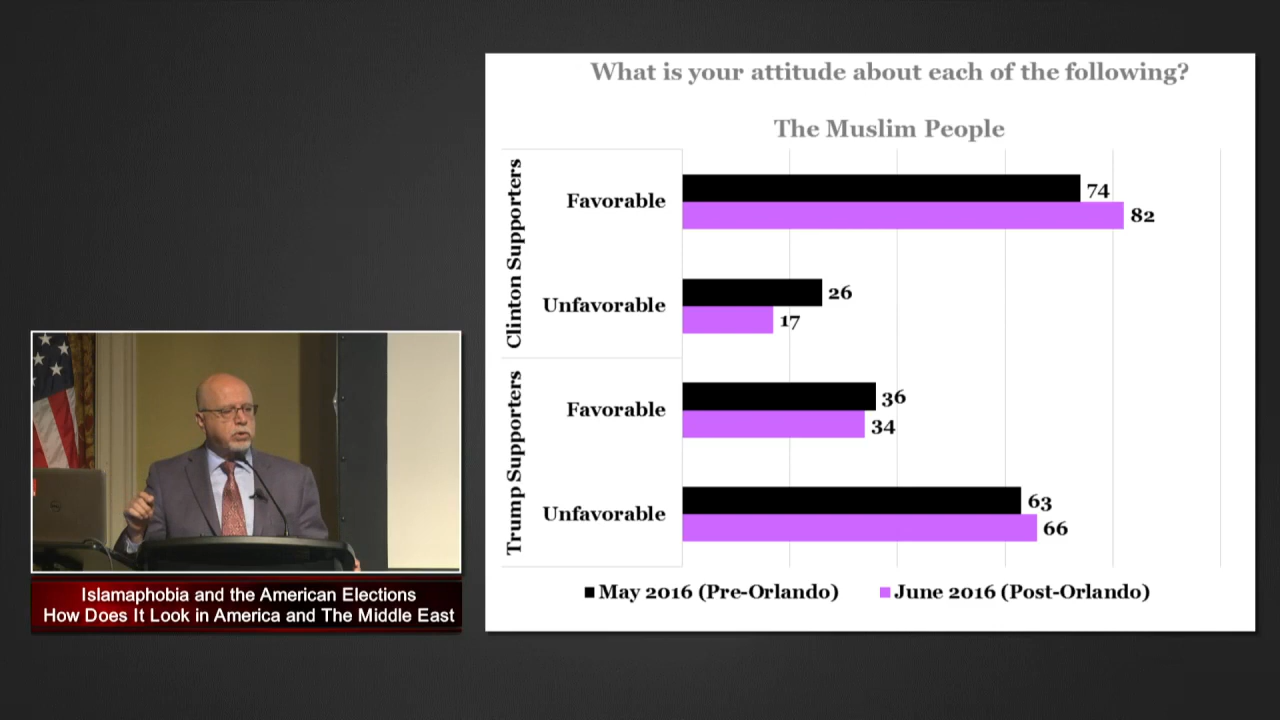 What is your attitude about each of the following?
The Muslim People
Clinton Supporters
Favorable
74
82
Unfavorable
26
17
Trump Supporters
Favorable
36
34
Unfavorable
63
66
May 2016 (Pre-Orlando)
June 2016 (Post-Orlando)
Islamaphobia and the American Elections
How Does It Look in America and The Middle East